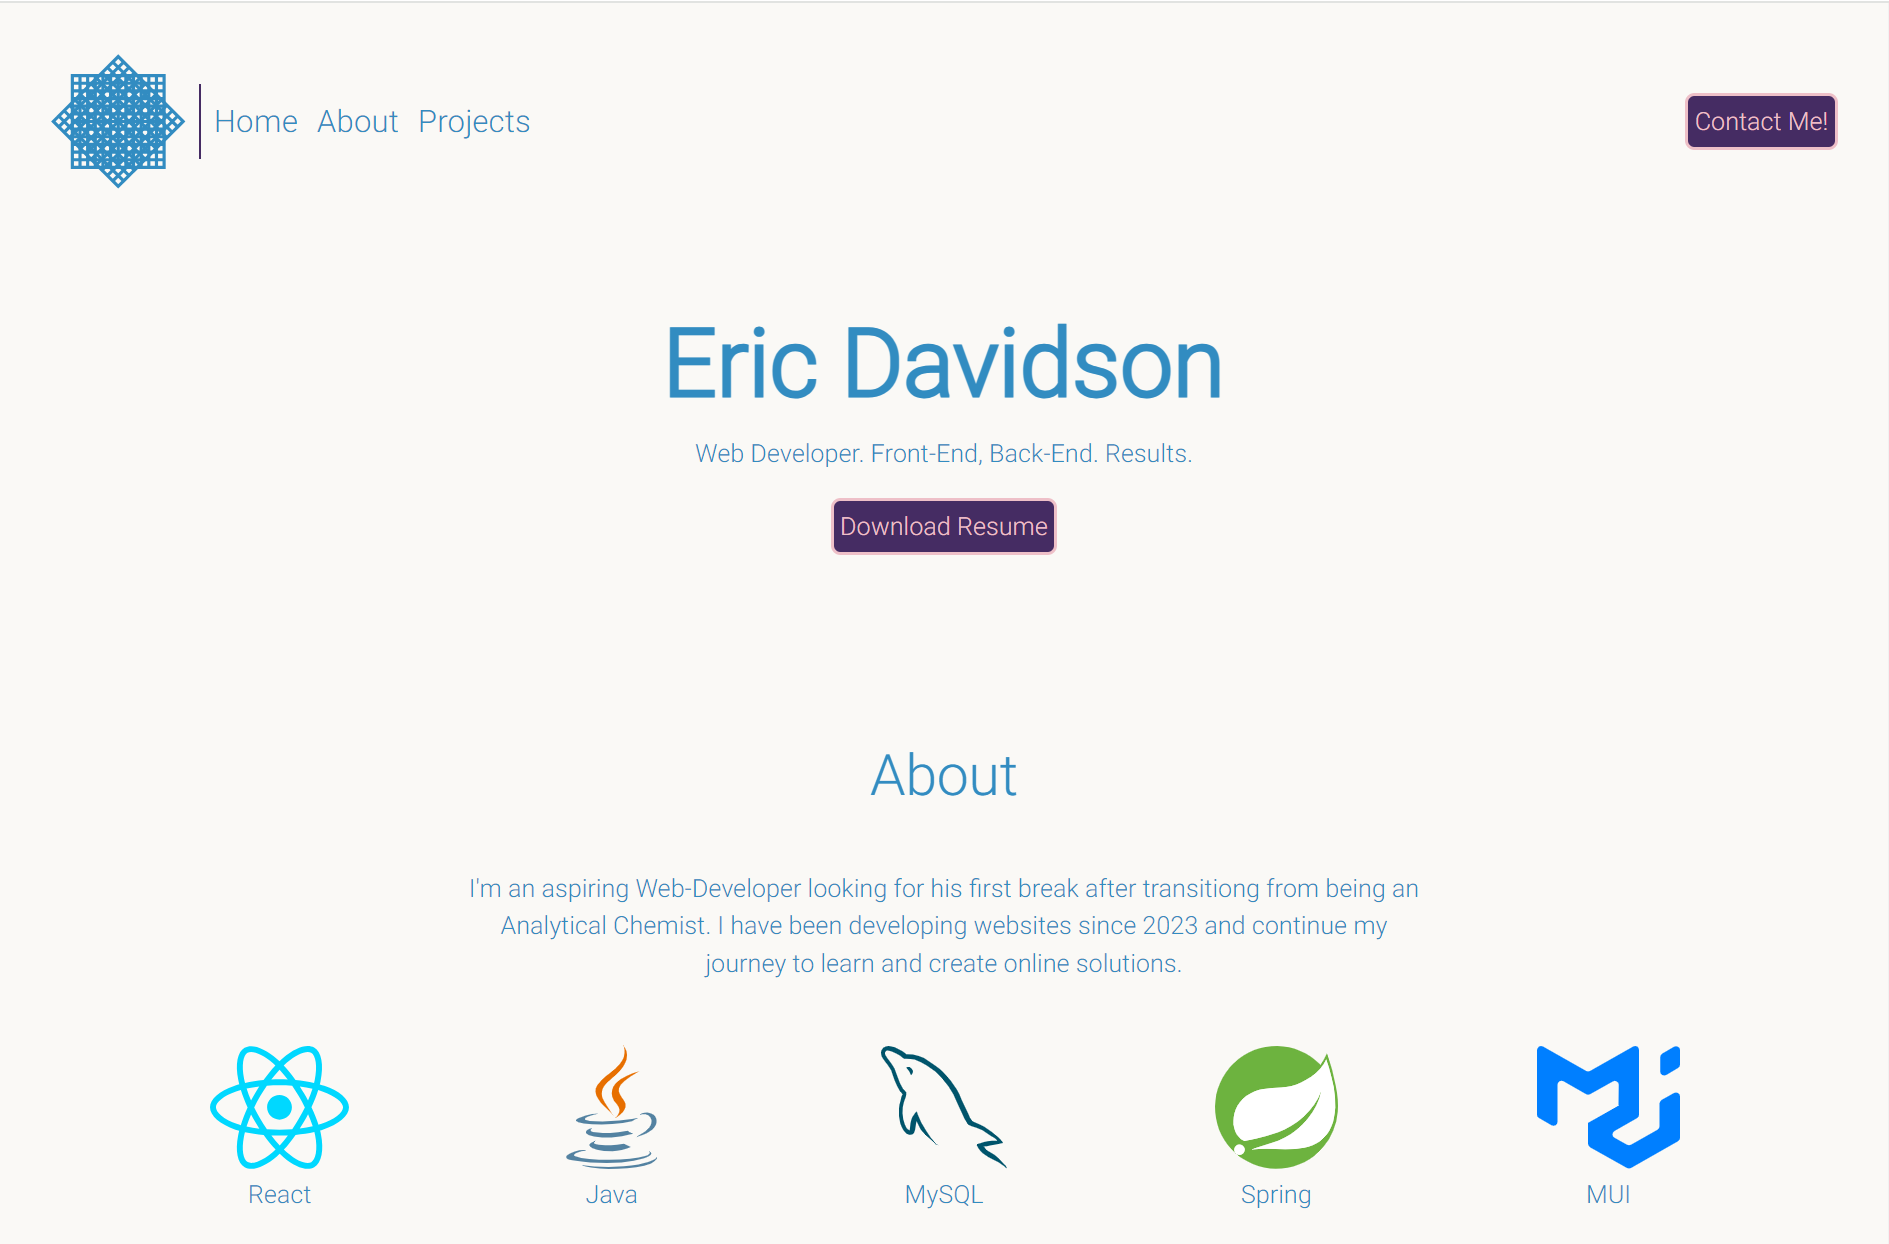 Home About Projects
Contact Me!
Eric Davidson
Web Developer. Front-End, Back-End. Results.
Download Resume
About
I'm an aspiring Web-Developer looking for his first break after transitiong from being an
Analytical Chemist. I have been developing websites since 2023 and continue my
journey to learn and create online solutions.
React Java MySQL Spring MUI